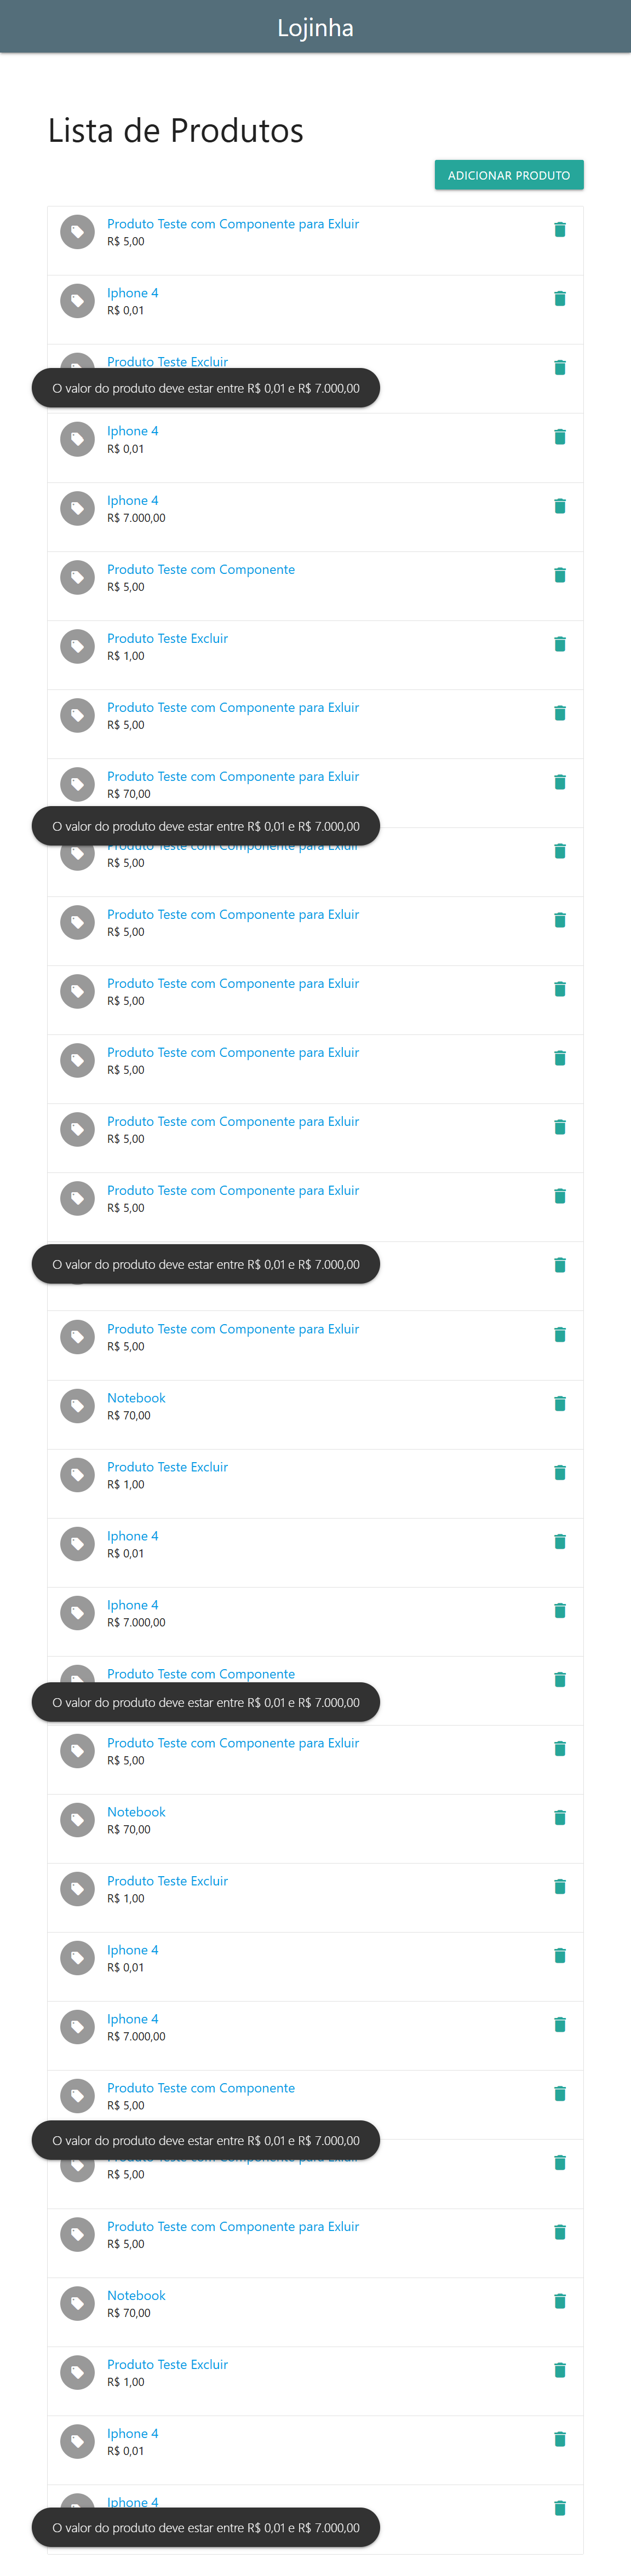 Lojinha
Lista de Produtos
ADICIONAR PRODUTO
Produto Teste com Componente para Exluir
R$ 5,00
Iphone 4
R$ 0,01
Produto Teste Excluir
O valor do produto deve estar entre R$ 0,01 e R$ 7.000,00
Iphone 4
R$ 0,01
Iphone 4
R$ 7.000,00
Produto Teste com Componente
R$ 5,00
Produto Teste Excluir
R$ 1,00
Produto Teste com Componente para Exluir
R$ 5,00
Produto Teste com Componente para Exluir
R$ 70,00
O valor do produto deve estar entre R$ 0,01 e R$ 7.000,00
Produto Teste com Componente para Exluir
R$ 5,00
Produto Teste com Componente para Exluir
R$ 5,00
Produto Teste com Componente para Exluir
R$ 5,00
Produto Teste com Componente para Exluir
R$ 5,00
Produto Teste com Componente para Exluir
R$ 5,00
Produto Teste com Componente para Exluir
R$ 5,00
O valor do produto deve estar entre R$ 0,01 e R$ 7.000,00
Produto Teste com Componente para Exluir
R$ 5,00
Notebook
R$ 70,00
Produto Teste Excluir
R$ 1,00
Iphone 4
R$ 0,01
Iphone 4
R$ 7.000,00
Produto Teste com Componente
O valor do produto deve estar entre R$ 0,01 e R$ 7.000,00
Produto Teste com Componente para Exluir
R$ 5,00
Notebook
R$ 70,00
Produto Teste Excluir
R$ 1,00
Iphone 4
R$ 0,01
Iphone 4
R$ 7.000,00
Produto Teste com Componente
R$ 5,00
O valor do produto deve estar entre R$ 0,01 e R$ 7.000,00
R$ 5,00
Produto Teste com Componente para Exluir
R$ 5,00
Notebook
R$ 70,00
Produto Teste Excluir
R$ 1,00
Iphone 4
R$ 0,01
Iphone 4
O valor do produto deve estar entre R$ 0,01 e R$ 7.000,00